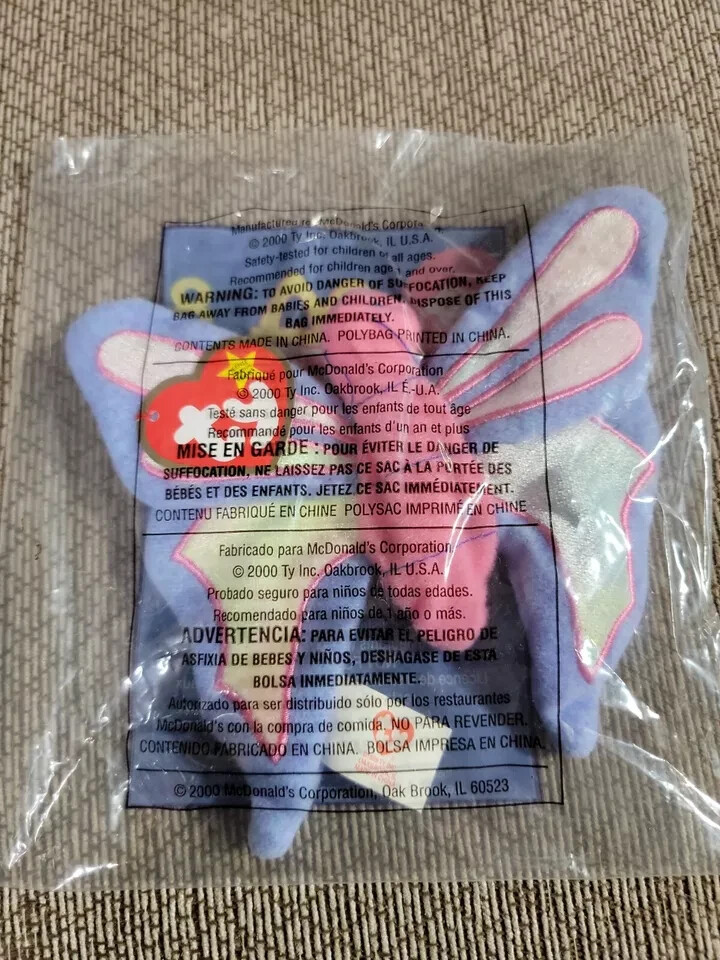 Manufactured McDonald's
© 2000 Ty Inc. Oakbrook, IL U.S.A.
Safety-tested for children of all ages.
Recommended for children age 1 and over.
WARNING: TO AVOID DANGER OF SUFFOCATION, KEEP
BAG AWAY FROM BABIES AND CHILDREN. DISPOSE OF THIS
BAG IMMEDIATELY.
CONTENTS MADE IN CHINA. POLYBAG PRINTED IN CHINA.
Fabriqué pour McDonald's Corporation
© 2000 Ty Inc. Oakbrook, IL É.-U.A.
Testé sans danger pour les enfants de tout âge
Recommandé pour les enfants d'un an et plus
MISE EN GARDE : POUR ÉVITER LE DANGER DE
SUFFOCATION, NE LAISSEZ PAS CE SAC À LA PORTÉE DES
BÉBÉS ET DES ENFANTS. JETEZ CE SAC IMMÉDIATEMENT.
CONTENU FABRIQUÉ EN CHINE POLYSAC IMPRIMÉ EN CHINE
Fabricado para McDonald's Corporation
© 2000 Ty Inc. Oakbrook, IL U.S.A.
Probado seguro para niños de todas edades.
Recomendado para niños de 1 año o más.
ADVERTENCIA: PARA EVITAR EL PELIGRO DE
ASFIXIA DE BEBES Y NIÑOS, DESHAGASE DE ESTA
BOLSA INMEDIATAMENTE.
Autorizado para ser distribuido sólo por los restaurantes
McDonald's con la compra de comida. NO PARA REVENDER.
CONTENIDO FABRICADO EN CHINA. BOLSA IMPRESA EN CHINA.
© 2000 McDonald's Corporation, Oak Brook, IL 60523